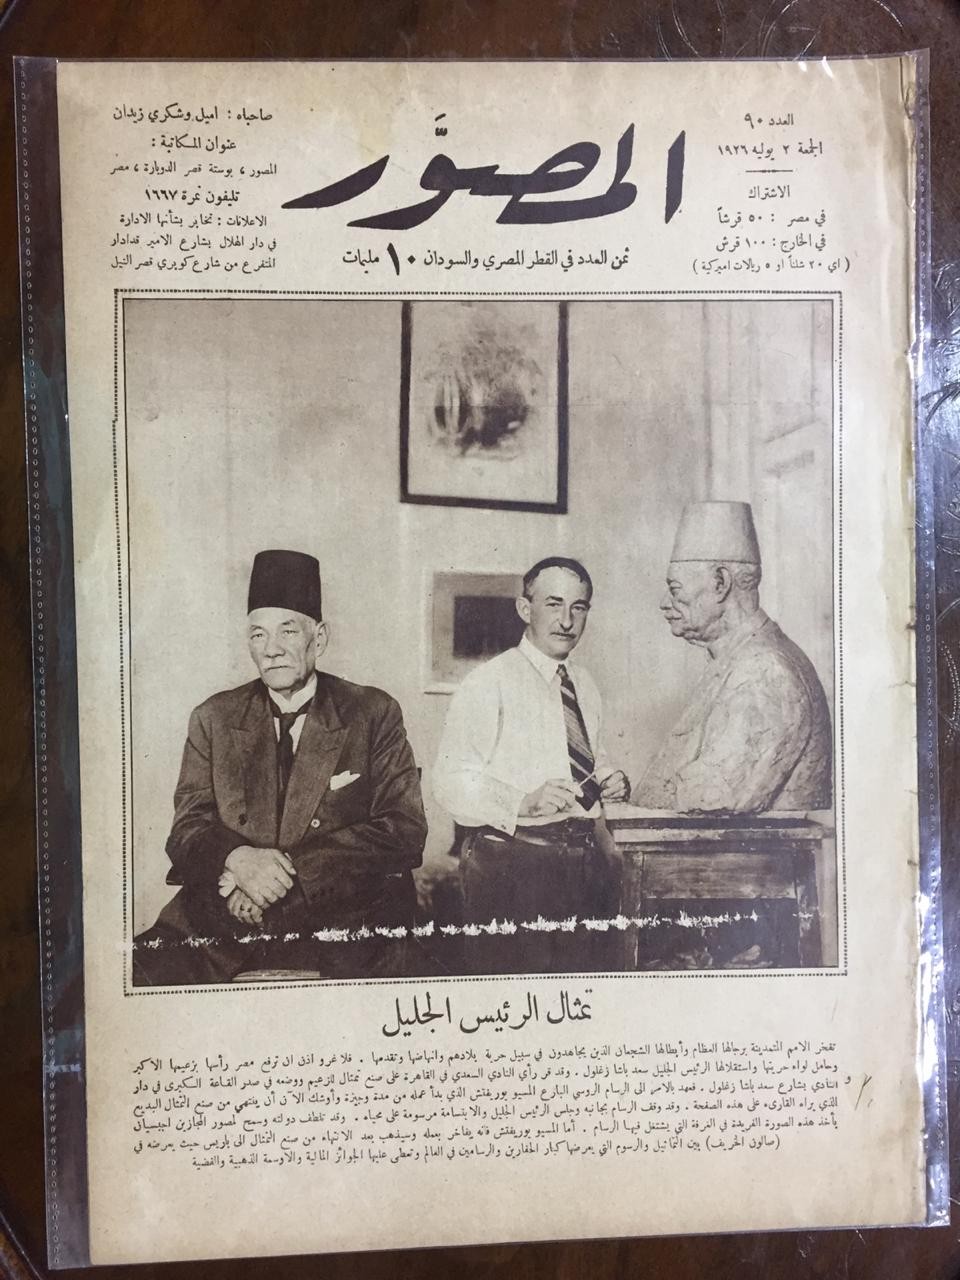 العدد ٩٠
الجمعة ٢ يوليه ١٩٢٦
الاشتراك
في مصر : ٥٠ قرشاً
في الخارج : ١٠٠ قرش
( اي ٢٠ شلناً او ٥ ريالات اميركية )
المصوَّر
ثمن العدد في القطر المصري والسودان ١٠ مليمات
صاحباه : اميل وشكري زيدان
عنوان المكاتبة :
المصور ، بوستة قصر الدوبارة ، مصر
تليفون نمرة ١٦٦٧
الاعلانات : تخابر بشأنها الادارة
في دار الهلال بشارع الامير قدادار
المتفرع من شارع كوبري قصر النيل
تمثال الرئيس الجليل
تفخر الامم المتمدينة برجالها العظام وأبطالها الشجعان الذين يجاهدون في سبيل حرية بلادهم وانهاضها وتقدمها . فلا غرو اذن ان ترفع مصر رأسها بزعيمها الاكبر
وحامل لواء حريتها واستقلالها الرئيس الجليل سعد باشا زغلول . وقد قر رأي النادي السعدي في القاهرة على صنع تمثال للزعيم ووضعه في صدر القاعة الكبرى في دار
النادي بشارع سعد باشا زغلول . فعهد بالامر الى الرسام الروسي البارع المسيو بوريفتش الذي بدأ عمله من مدة وجيزة وأوشك الآن أن ينتهي من صنع التمثال البديع
الذي يراه القارىء على هذه الصفحة . وقد وقف الرسام بجانبه وجلس الرئيس الجليل والابتسامة مرسومة على محياه . وقد تلطف دولته وسمح لمصور المجازين اجيبسيان
يأخذ هذه الصورة الفريدة في الغرفة التي يشتغل فيها الرسام . أما المسيو بوريفتش فانه يفاخر بعمله وسيذهب بعد الانتهاء من صنع التمثال الى باريس حيث يعرضه في
(صالون الخريف) بين التماثيل والرسوم التي يعرضها كبار الحفارين والرسامين في العالم وتعطى عليها الجوائز المالية والاوسمة الذهبية والفضية